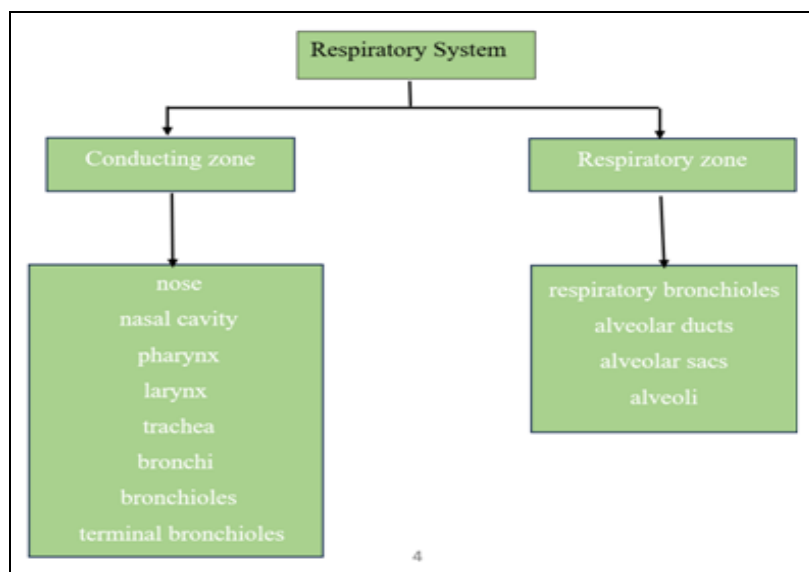 Respiratory System
Conducting zone
Respiratory zone
nose
nasal cavity
pharynx
larynx
trachea
bronchi
bronchioles
terminal bronchioles
respiratory bronchioles
alveolar ducts
alveolar sacs
alveoli
4